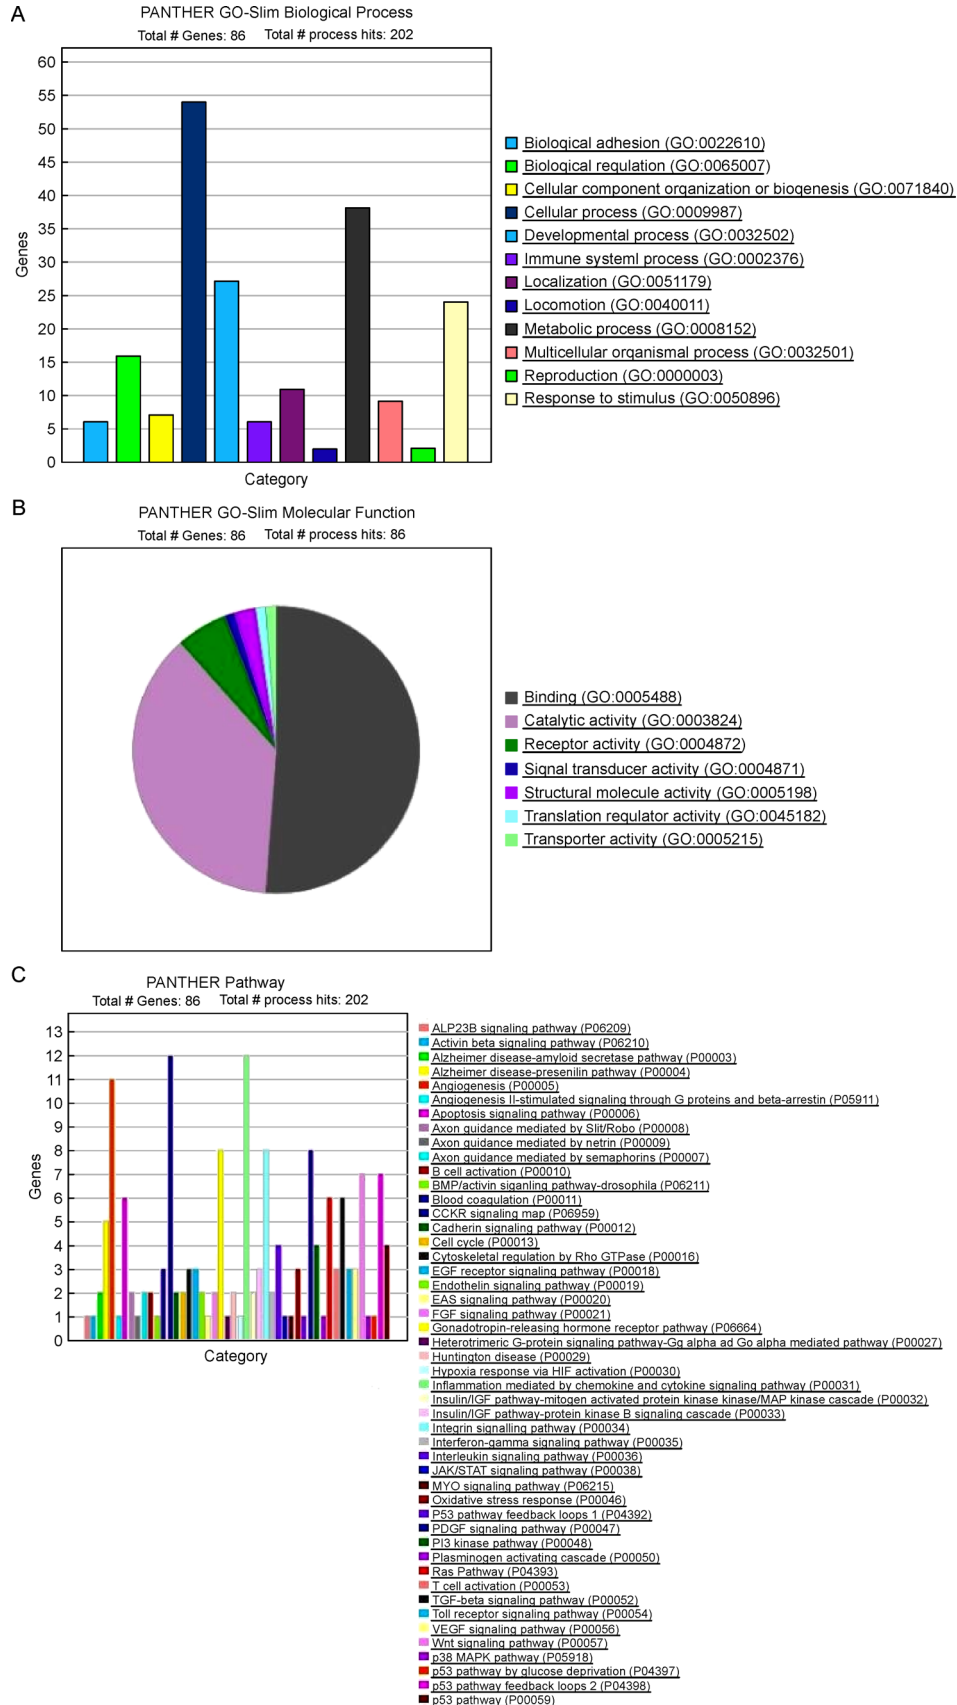 A
PANTHER GO-Slim Biological Process
Total # Genes: 86 Total # process hits: 202
60
55
50
45
40
35
30
25
20
15
10
5
0
Genes
Category
Biological adhesion (GO:0022610)
Biological regulation (GO:0065007)
Cellular component organization or biogenesis (GO:0071840)
Cellular process (GO:0009987)
Developmental process (GO:0032502)
Immune systeml process (GO:0002376)
Localization (GO:0051179)
Locomotion (GO:0040011)
Metabolic process (GO:0008152)
Multicellular organismal process (GO:0032501)
Reproduction (GO:0000003)
Response to stimulus (GO:0050896)
B
PANTHER GO-Slim Molecular Function
Total # Genes: 86 Total # process hits: 86
Binding (GO:0005488)
Catalytic activity (GO:0003824)
Receptor activity (GO:0004872)
Signal transducer activity (GO:0004871)
Structural molecule activity (GO:0005198)
Translation regulator activity (GO:0045182)
Transporter activity (GO:0005215)
C
PANTHER Pathway
Total # Genes: 86 Total # process hits: 202
13
12
11
10
9
8
7
6
5
4
3
2
1
0
Genes
Category
ALP23B signaling pathway (P06209)
Activin beta signaling pathway (P06210)
Alzheimer disease-amyloid secretase pathway (P00003)
Alzheimer disease-presenilin pathway (P00004)
Angiogenesis (P00005)
Angiogenesis II-stimulated signaling through G proteins and beta-arrestin (P05911)
Apoptosis signaling pathway (P00006)
Axon guidance mediated by Slit/Robo (P00008)
Axon guidance mediated by netrin (P00009)
Axon guidance mediated by semaphorins (P00007)
B cell activation (P00010)
BMP/activin siganling pathway-drosophila (P06211)
Blood coagulation (P00011)
CCKR signaling map (P06959)
Cadherin signaling pathway (P00012)
Cell cycle (P00013)
Cytoskeletal regulation by Rho GTPase (P00016)
EGF receptor signaling pathway (P00018)
Endothelin signaling pathway (P00019)
EAS signaling pathway (P00020)
FGF signaling pathway (P00021)
Gonadotropin-releasing hormone receptor pathway (P06664)
Heterotrimeric G-protein signaling pathway-Gg alpha ad Go alpha mediated pathway (P00027)
Huntington disease (P00029)
Hypoxia response via HIF activation (P00030)
Inflammation mediated by chemokine and cytokine signaling pathway (P00031)
Insulin/IGF pathway-mitogen activated protein kinase kinase/MAP kinase cascade (P00032)
Insulin/IGF pathway-protein kinase B signaling cascade (P00033)
Integrin signalling pathway (P00034)
Interferon-gamma signaling pathway (P00035)
Interleukin signaling pathway (P00036)
JAK/STAT signaling pathway (P00038)
MYO signaling pathway (P06215)
Oxidative stress response (P00046)
P53 pathway feedback loops 1 (P04392)
PDGF signaling pathway (P00047)
PI3 kinase pathway (P00048)
Plasminogen activating cascade (P00050)
Ras Pathway (P04393)
T cell activation (P00053)
TGF-beta signaling pathway (P00052)
Toll receptor signaling pathway (P00054)
VEGF signaling pathway (P00056)
Wnt signaling pathway (P00057)
p38 MAPK pathway (P05918)
p53 pathway by glucose deprivation (P04397)
p53 pathway feedback loops 2 (P04398)
p53 pathway (P00059)